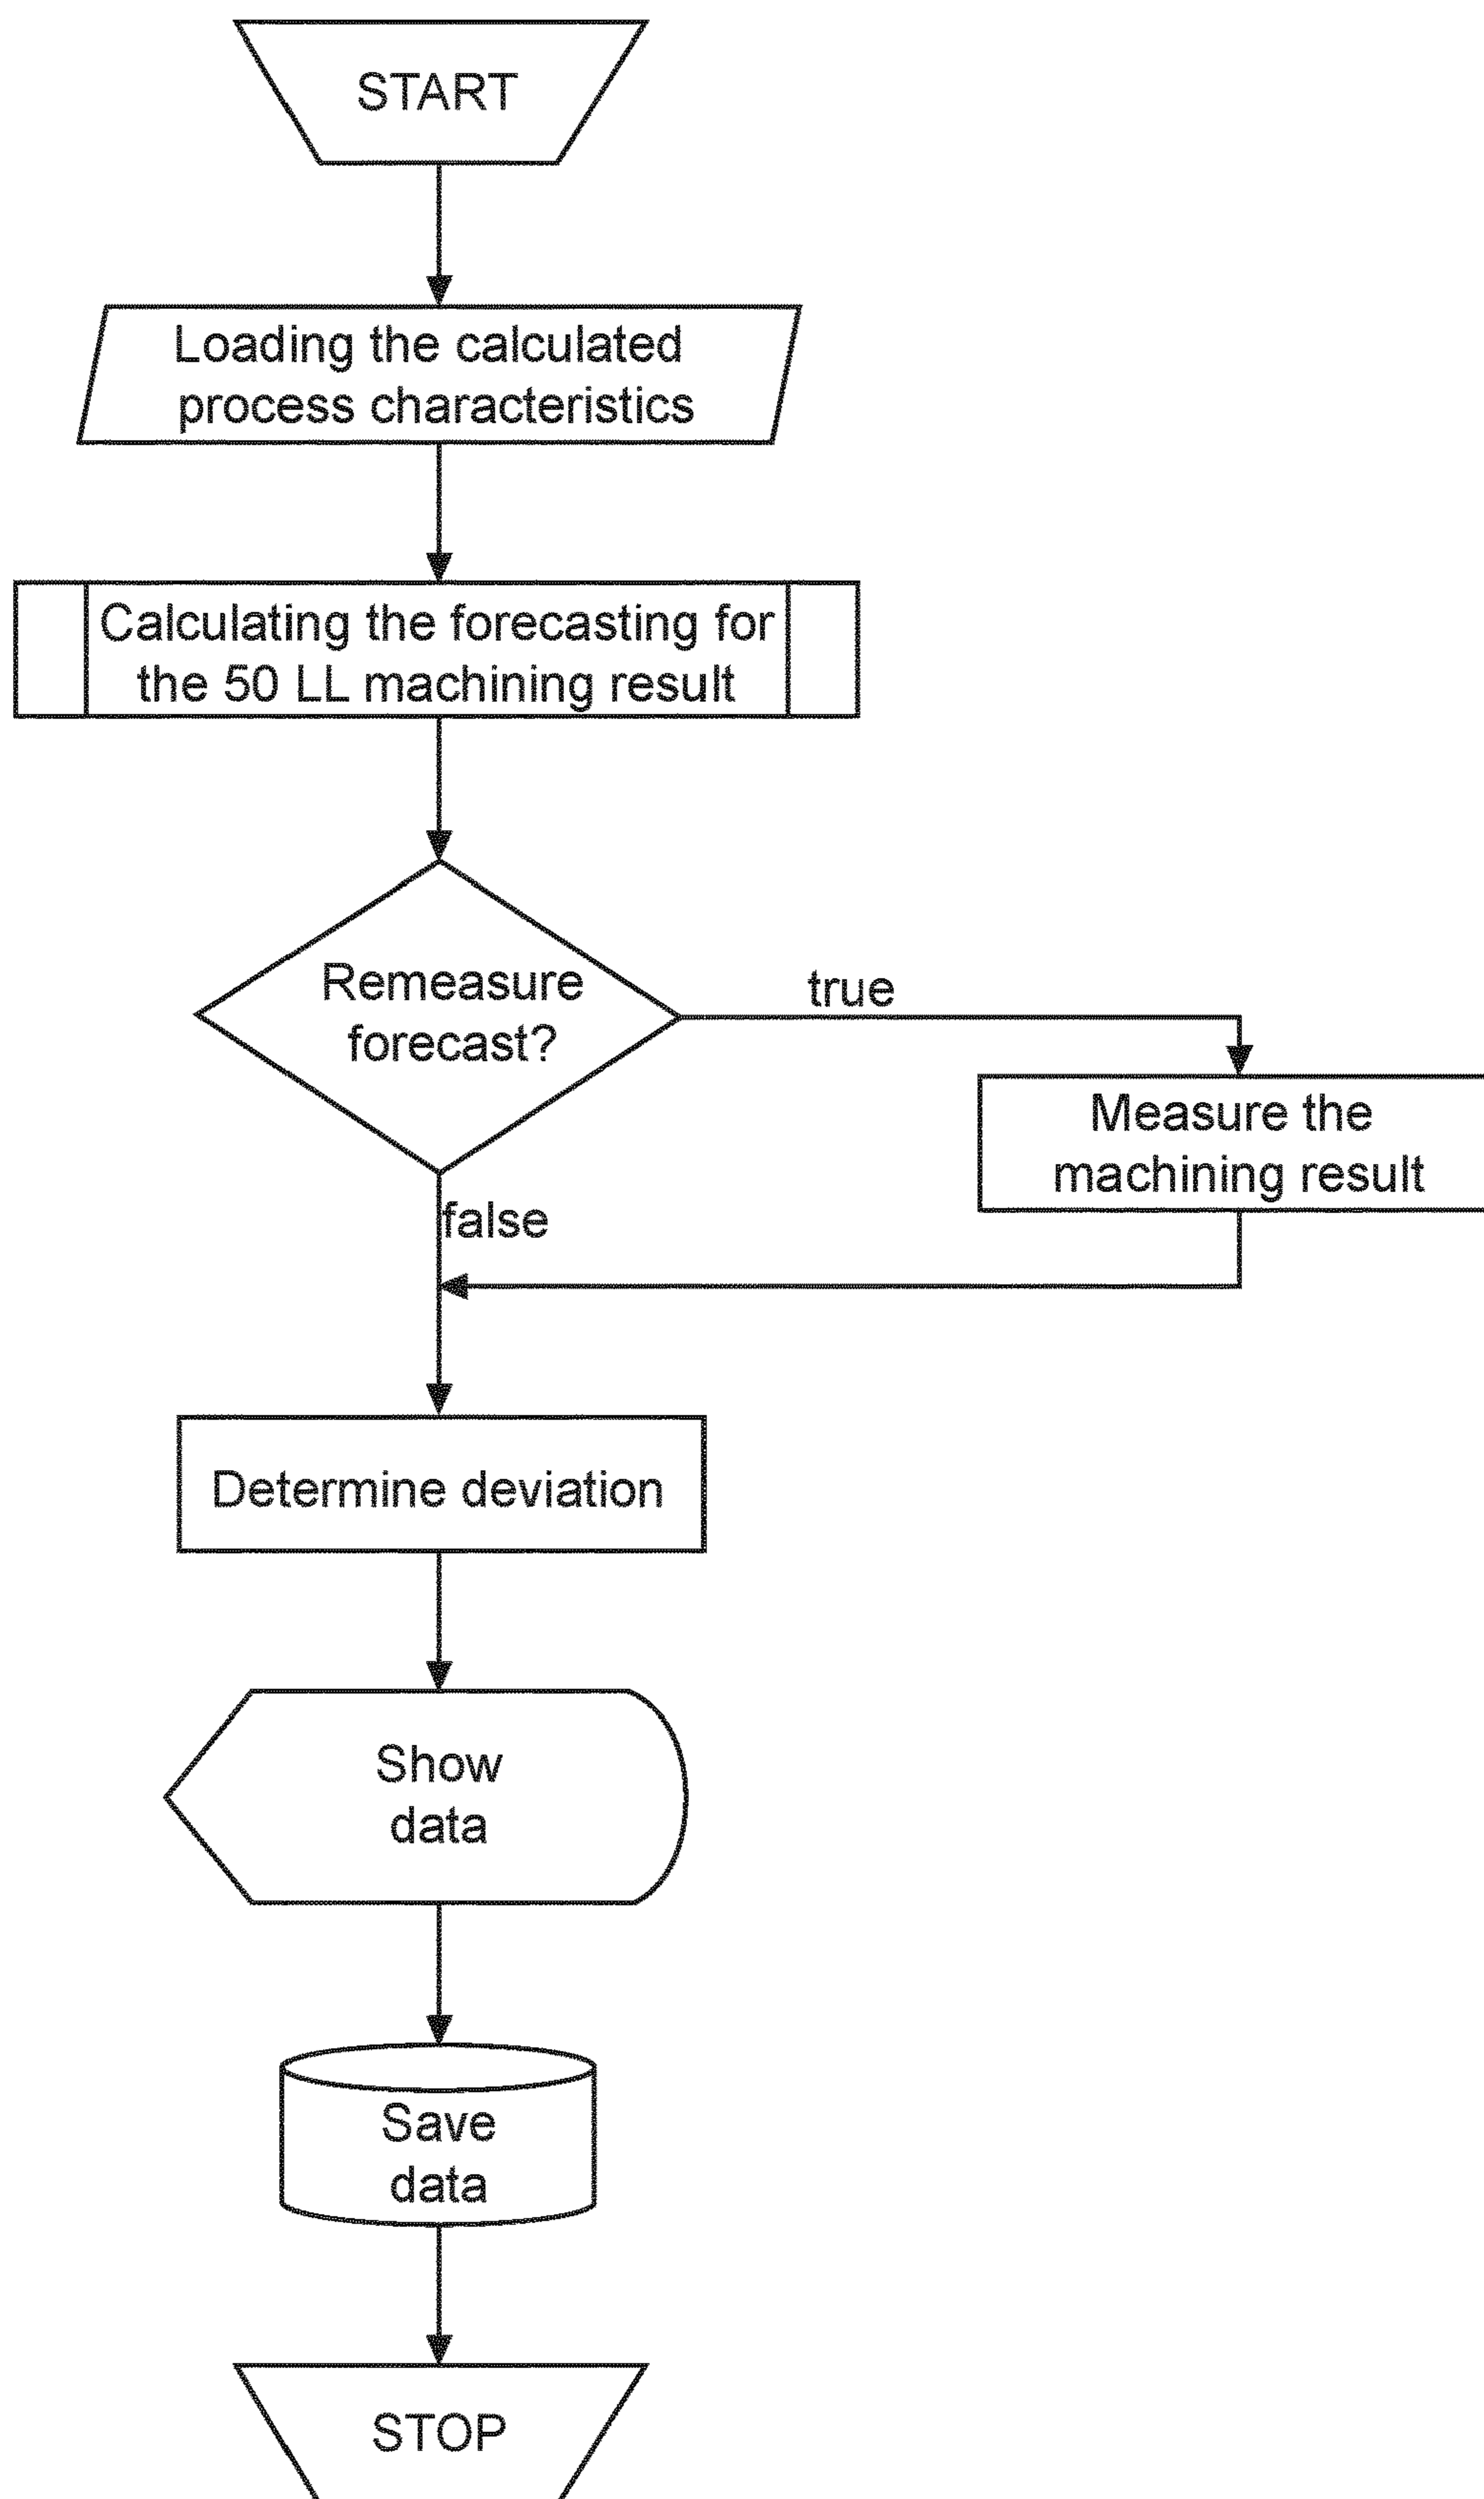 START
Loading the calculated
process characteristics
Calculating the forecasting for
the 50 LL machining result
Remeasure
forecast?
true
Measure the
machining result
false
Determine deviation
Show
data
Save
data
STOP